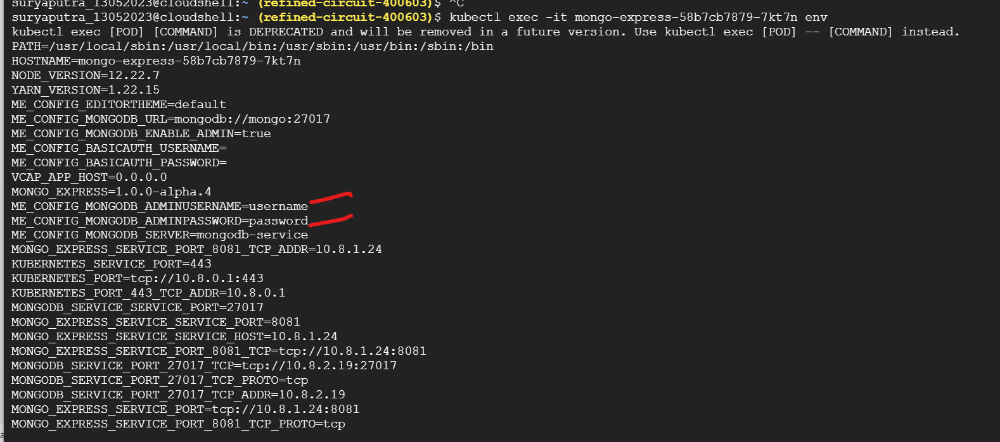 suryaputra_13052023@cloudshell:~ (refined-circuit-400603)$ ^C
suryaputra_13052023@cloudshell:~ (refined-circuit-400603)$ kubectl exec -it mongo-express-58b7cb7879-7kt7n env
kubectl exec [POD] [COMMAND] is DEPRECATED and will be removed in a future version. Use kubectl exec [POD] -- [COMMAND] instead.
PATH=/usr/local/sbin:/usr/local/bin:/usr/sbin:/usr/bin:/sbin:/bin
HOSTNAME=mongo-express-58b7cb7879-7kt7n
NODE_VERSION=12.22.7
YARN_VERSION=1.22.15
ME_CONFIG_EDITORTHEME=default
ME_CONFIG_MONGODB_URL=mongodb://mongo:27017
ME_CONFIG_MONGODB_ENABLE_ADMIN=true
ME_CONFIG_BASICAUTH_USERNAME=
ME_CONFIG_BASICAUTH_PASSWORD=
VCAP_APP_HOST=0.0.0.0
MONGO_EXPRESS=1.0.0-alpha.4
ME_CONFIG_MONGODB_ADMINUSERNAME=username
ME_CONFIG_MONGODB_ADMINPASSWORD=password
ME_CONFIG_MONGODB_SERVER=mongodb-service
MONGO_EXPRESS_SERVICE_PORT_8081_TCP_ADDR=10.8.1.24
KUBERNETES_SERVICE_PORT=443
KUBERNETES_PORT=tcp://10.8.0.1:443
KUBERNETES_PORT_443_TCP_ADDR=10.8.0.1
MONGODB_SERVICE_SERVICE_PORT=27017
MONGO_EXPRESS_SERVICE_SERVICE_PORT=8081
MONGO_EXPRESS_SERVICE_SERVICE_HOST=10.8.1.24
MONGO_EXPRESS_SERVICE_PORT_8081_TCP=tcp://10.8.1.24:8081
MONGODB_SERVICE_PORT_27017_TCP=tcp://10.8.2.19:27017
MONGODB_SERVICE_PORT_27017_TCP_PROTO=tcp
MONGODB_SERVICE_PORT_27017_TCP_ADDR=10.8.2.19
MONGO_EXPRESS_SERVICE_PORT=tcp://10.8.1.24:8081
MONGO_EXPRESS_SERVICE_PORT_8081_TCP_PROTO=tcp